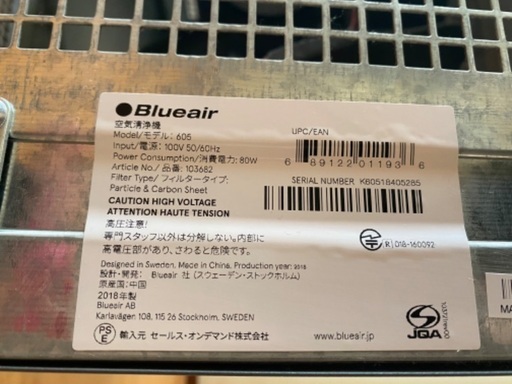 Blueair
空気清浄機
Model/モデル: 605
Input/電源: 100V 50/60Hz
Power Consumption/消費電力: 80W
Article No./品番: 103682
Filter Type/フィルタータイプ:
Particle & Carbon Sheet
CAUTION HIGH VOLTAGE
ATTENTION HAUTE TENSION
高圧注意!
専門スタッフ以外は分解しない。内部に
高電圧部があり、さわると危険です。
Designed in Sweden. Made in China. Production year: 2018
設計・開発: Blueair 社 (スウェーデン・ストックホルム)
原産国: 中国
2018年製
Blueair AB
Karlavägen 108, 115 26 Stockholm, SWEDEN
PS
E
輸入元 セールス・オンデマンド株式会社
UPC/EAN
6 89122 01193 6
SERIAL NUMBER K60518405285
R 018-160092
www.blueair.jp
JQA
MA